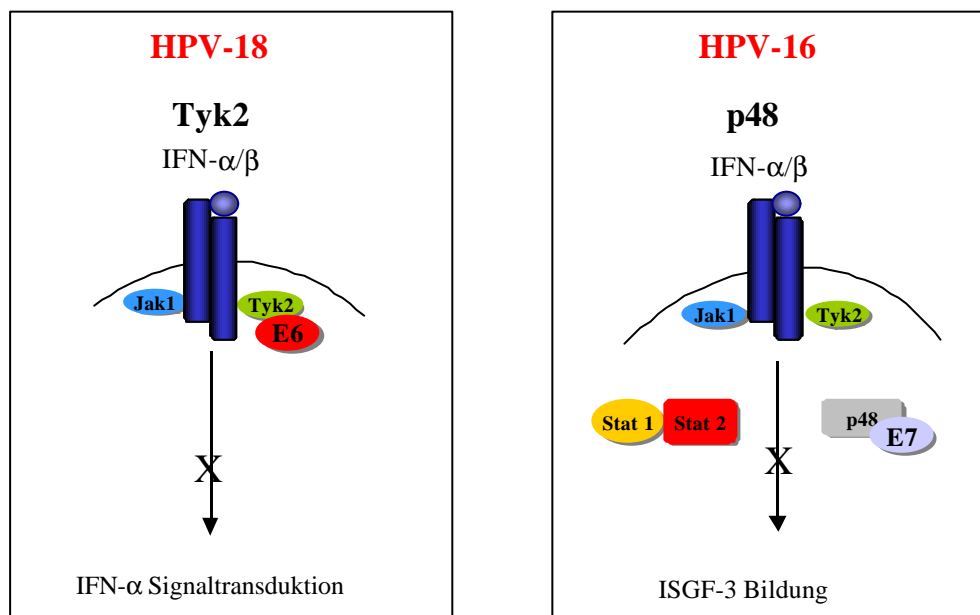 HPV-18
Tyk2
IFN-α/β
Jak1
Tyk2
E6
X
IFN-α Signaltransduktion
HPV-16
p48
IFN-α/β
Jak1
Tyk2
Stat 1
Stat 2
p48
E7
X
ISGF-3 Bildung